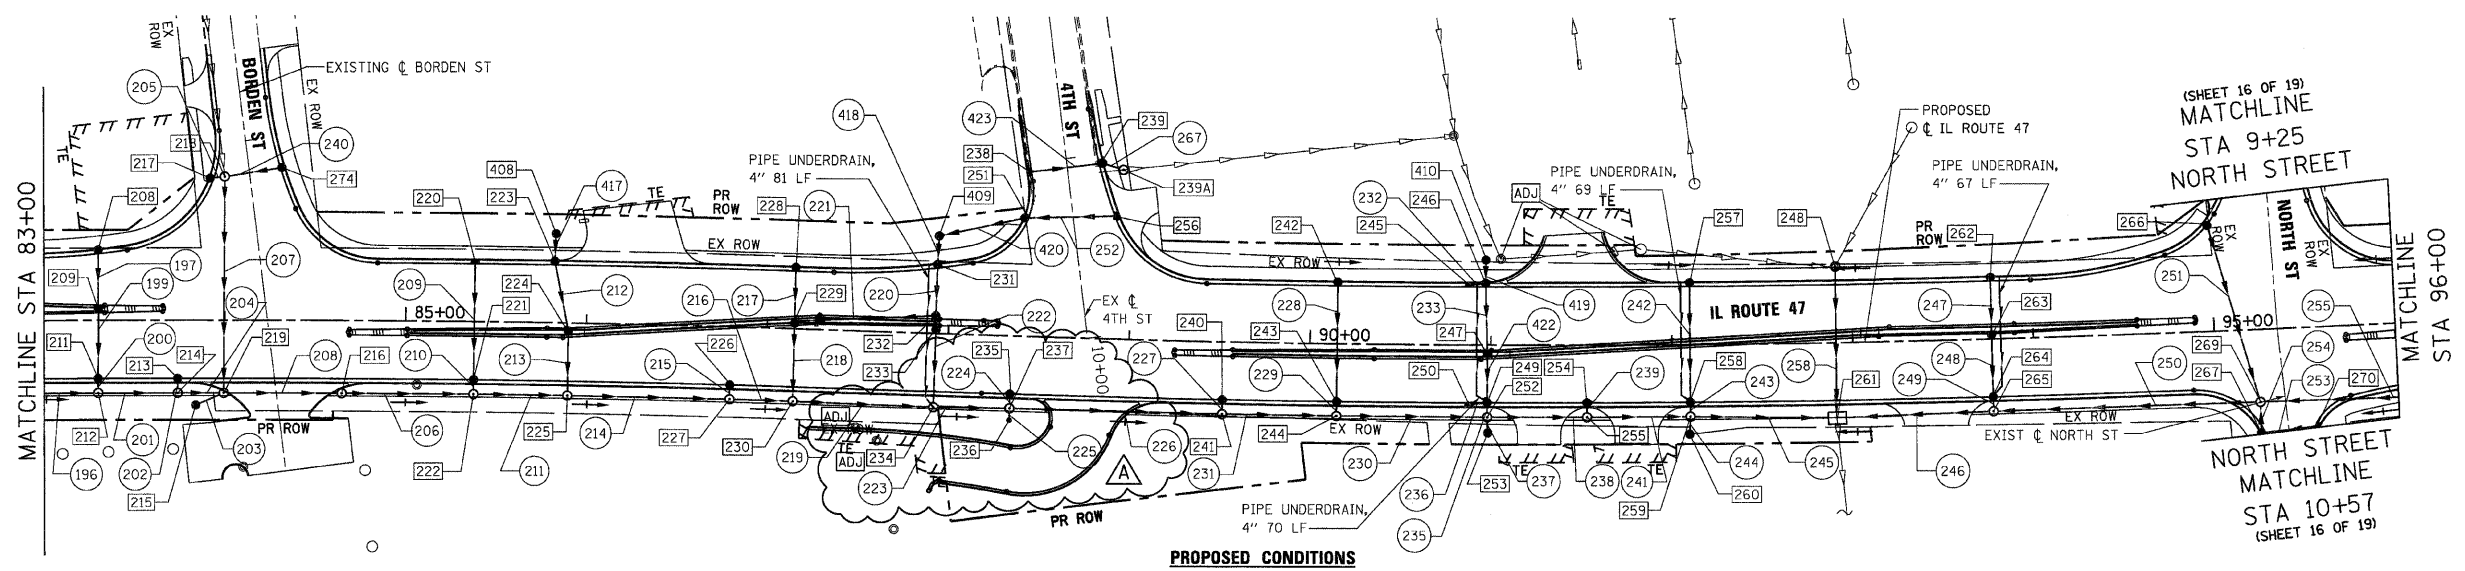 EX
ROW
BORDEN ST
EXISTING ℄ BORDEN ST
EX ROW
205
TE
218
217
240
274
208
MATCHLINE STA 83+00
209
197
199
207
204
211
200
213
214
219
208
216
212
196
201
202
203
215
PR ROW
206
408
223
417
220
TE
209
224
221
212
85+00
210
213
222
225
211
214
PIPE UNDERDRAIN,
4" 81 LF
418
PR
ROW
228
221
EX ROW
216
217
229
220
226
215
218
227
230
219
423
4TH ST
239
267
238
251
409
239A
256
420
252
231
222
EX ℄
4TH ST
232
235
237
233
224
10+00
ADJ
EX ROW
TE
ADJ
234
236
225
223
226
A
PR ROW
227
240
241
231
242
EX ROW
228
243
90+00
229
244
EX ROW
230
410
232
246
245
ADJ
PIPE UNDERDRAIN,
4" 69 LF
TE
257
248
233
419
242
247
422
249
250
252
254
239
258
243
IL ROUTE 47
258
261
255
236
253
TE
237
238
241
TE
244
259
260
245
235
PIPE UNDERDRAIN,
4" 70 LF
PROPOSED
℄ IL ROUTE 47
PIPE UNDERDRAIN,
4" 67 LF
PR
ROW
262
266
EX
ROW
NORTH ST
EX
ROW
247
263
251
95+00
255
248
264
249
265
250
269
267
254
253
270
EX ROW
EXIST ℄ NORTH ST
246
(SHEET 16 OF 19)
MATCHLINE
STA 9+25
NORTH STREET
MATCHLINE
STA 96+00
NORTH STREET
MATCHLINE
STA 10+57
(SHEET 16 OF 19)
PROPOSED CONDITIONS